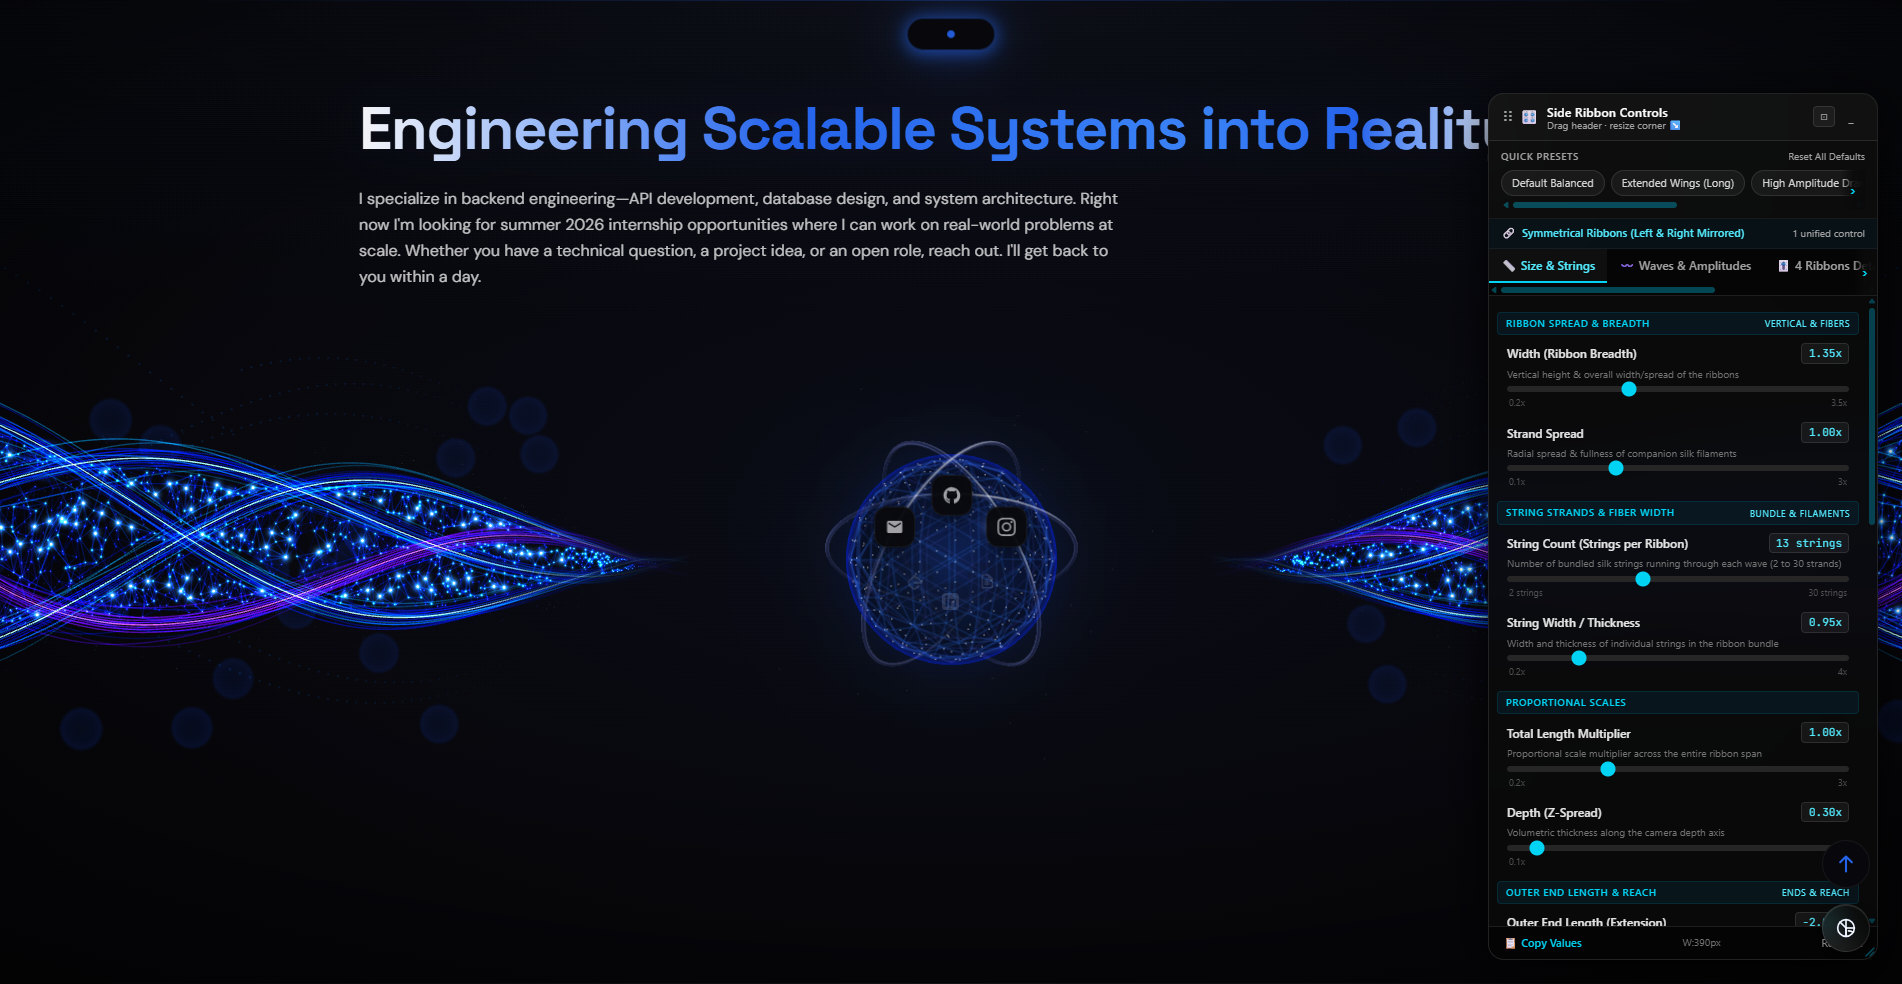 Engineering Scalable Systems into Reality
I specialize in backend engineering—API development, database design, and system architecture. Right
now I'm looking for summer 2026 internship opportunities where I can work on real-world problems at
scale. Whether you have a technical question, a project idea, or an open role, reach out. I'll get back to
you within a day.
Side Ribbon Controls
Drag header · resize corner
QUICK PRESETS Reset All Defaults
Default Balanced Extended Wings (Long) High Amplitude
Symmetrical Ribbons (Left & Right Mirrored) 1 unified control
Size & Strings Waves & Amplitudes 4 Ribbons
RIBBON SPREAD & BREADTH VERTICAL & FIBERS
Width (Ribbon Breadth) 1.35x
Vertical height & overall width/spread of the ribbons
0.2x 3.5x
Strand Spread 1.00x
Radial spread & fullness of companion silk filaments
0.1x 3x
STRING STRANDS & FIBER WIDTH BUNDLE & FILAMENTS
String Count (Strings per Ribbon) 13 strings
Number of bundled silk strings running through each wave (2 to 30 strands)
2 strings 30 strings
String Width / Thickness 0.95x
Width and thickness of individual strings in the ribbon bundle
0.2x 4x
PROPORTIONAL SCALES
Total Length Multiplier 1.00x
Proportional scale multiplier across the entire ribbon span
0.2x 3x
Depth (Z-Spread) 0.30x
Volumetric thickness along the camera depth axis
0.1x
OUTER END LENGTH & REACH ENDS & REACH
Outer End Length (Extension) -2.
Copy Values W:390px